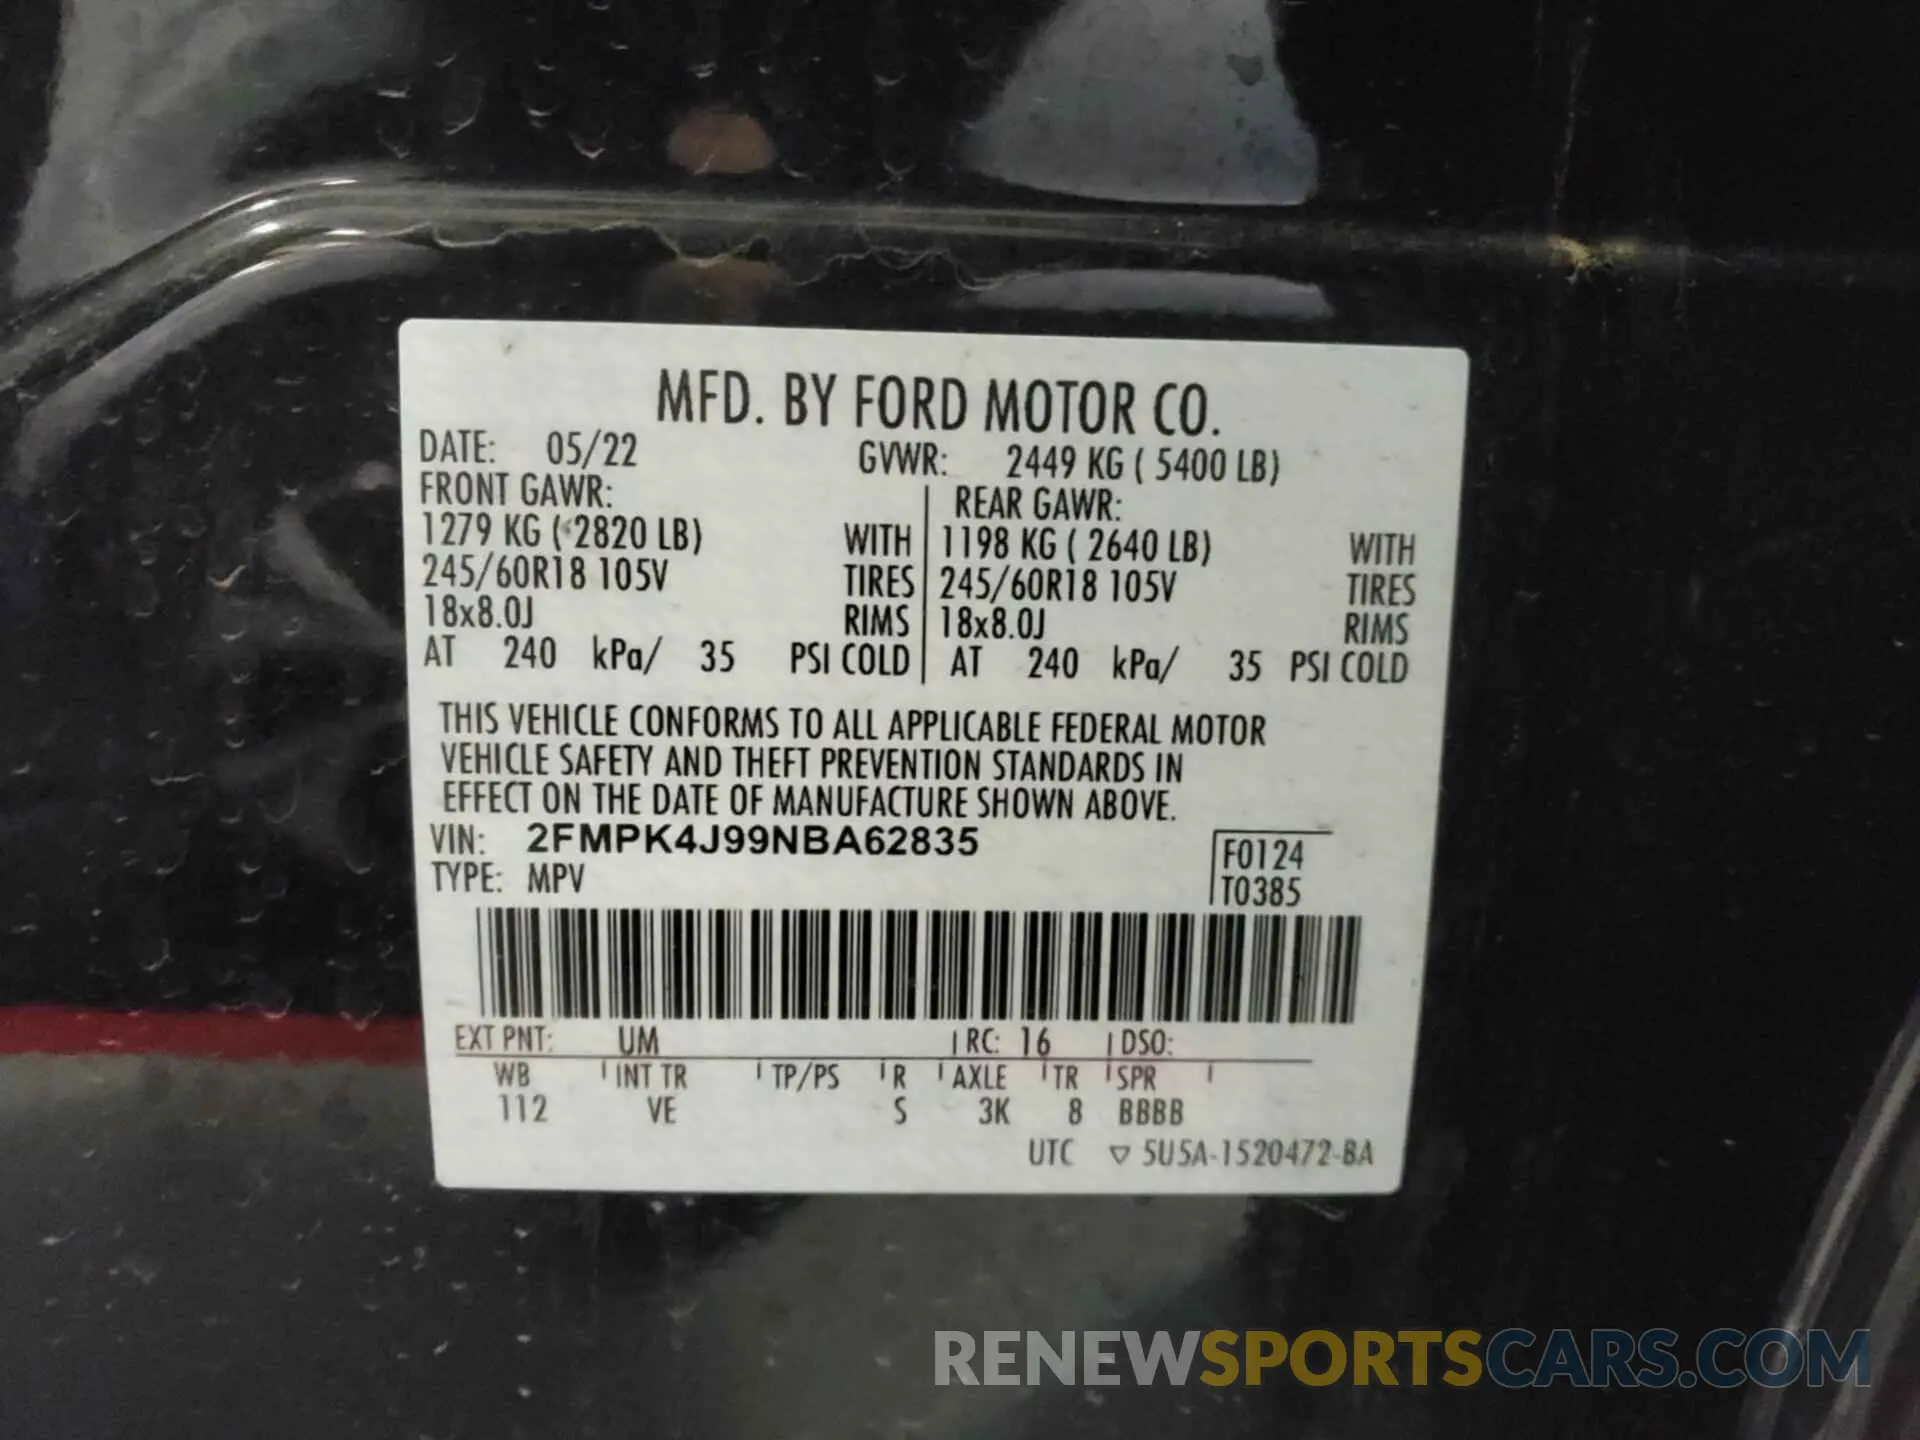 MFD. BY FORD MOTOR CO.
DATE: 05/22 GVWR: 2449 KG ( 5400 LB)
FRONT GAWR: REAR GAWR:
1279 KG ( 2820 LB) WITH 1198 KG ( 2640 LB) WITH
245/60R18 105V TIRES 245/60R18 105V TIRES
18x8.0J RIMS 18x8.0J RIMS
AT 240 kPa/ 35 PSI COLD AT 240 kPa/ 35 PSI COLD
THIS VEHICLE CONFORMS TO ALL APPLICABLE FEDERAL MOTOR
VEHICLE SAFETY AND THEFT PREVENTION STANDARDS IN
EFFECT ON THE DATE OF MANUFACTURE SHOWN ABOVE.
VIN: 2FMPK4J99NBA62835
F0124
TYPE: MPV
T0385
EXT PNT: UM RC: 16 DSO:
WB INT TR TP/PS R AXLE TR SPR
112 VE S 3K 8 BBBB
UTC ▽ 5U5A-1520472-BA
RENEWSPORTSCARS.COM